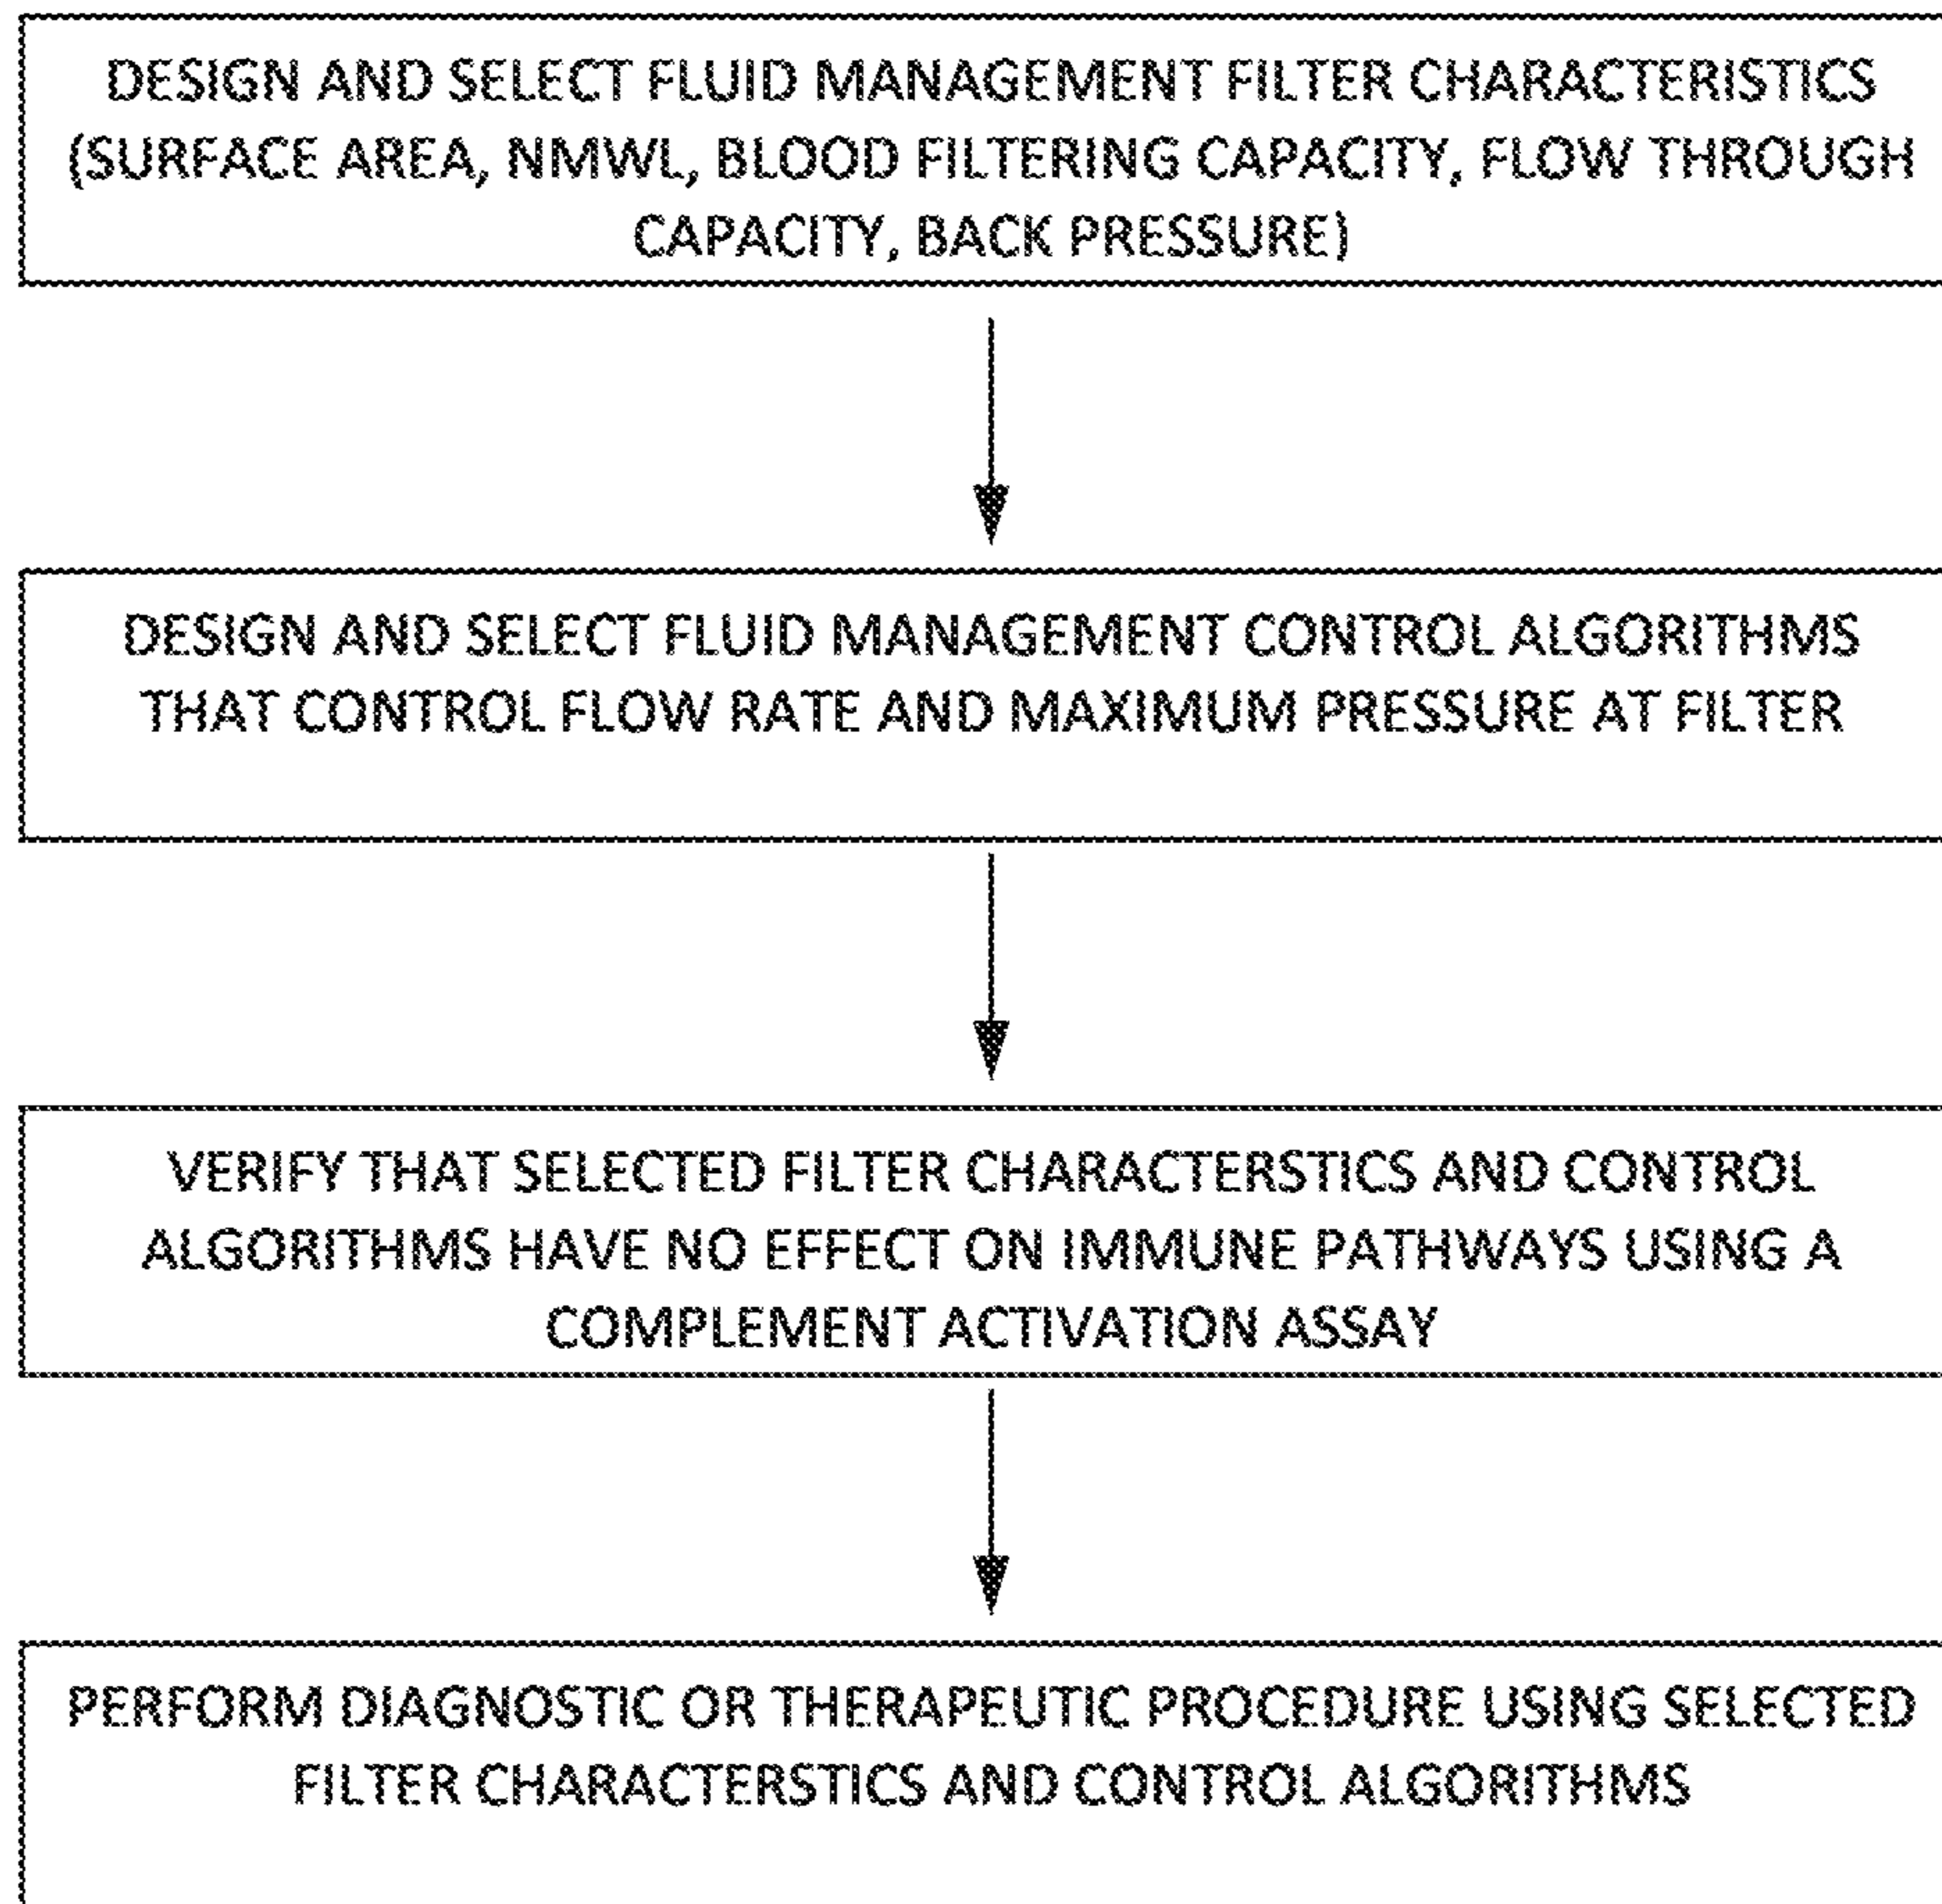 DESIGN AND SELECT FLUID MANAGEMENT FILTER CHARACTERISTICS
(SURFACE AREA, NMWL, BLOOD FILTERING CAPACITY, FLOW THROUGH
CAPACITY, BACK PRESSURE)
DESIGN AND SELECT FLUID MANAGEMENT CONTROL ALGORITHMS
THAT CONTROL FLOW RATE AND MAXIMUM PRESSURE AT FILTER
VERIFY THAT SELECTED FILTER CHARACTERSTICS AND CONTROL
ALGORITHMS HAVE NO EFFECT ON IMMUNE PATHWAYS USING A
COMPLEMENT ACTIVATION ASSAY
PERFORM DIAGNOSTIC OR THERAPEUTIC PROCEDURE USING SELECTED
FILTER CHARACTERSTICS AND CONTROL ALGORITHMS